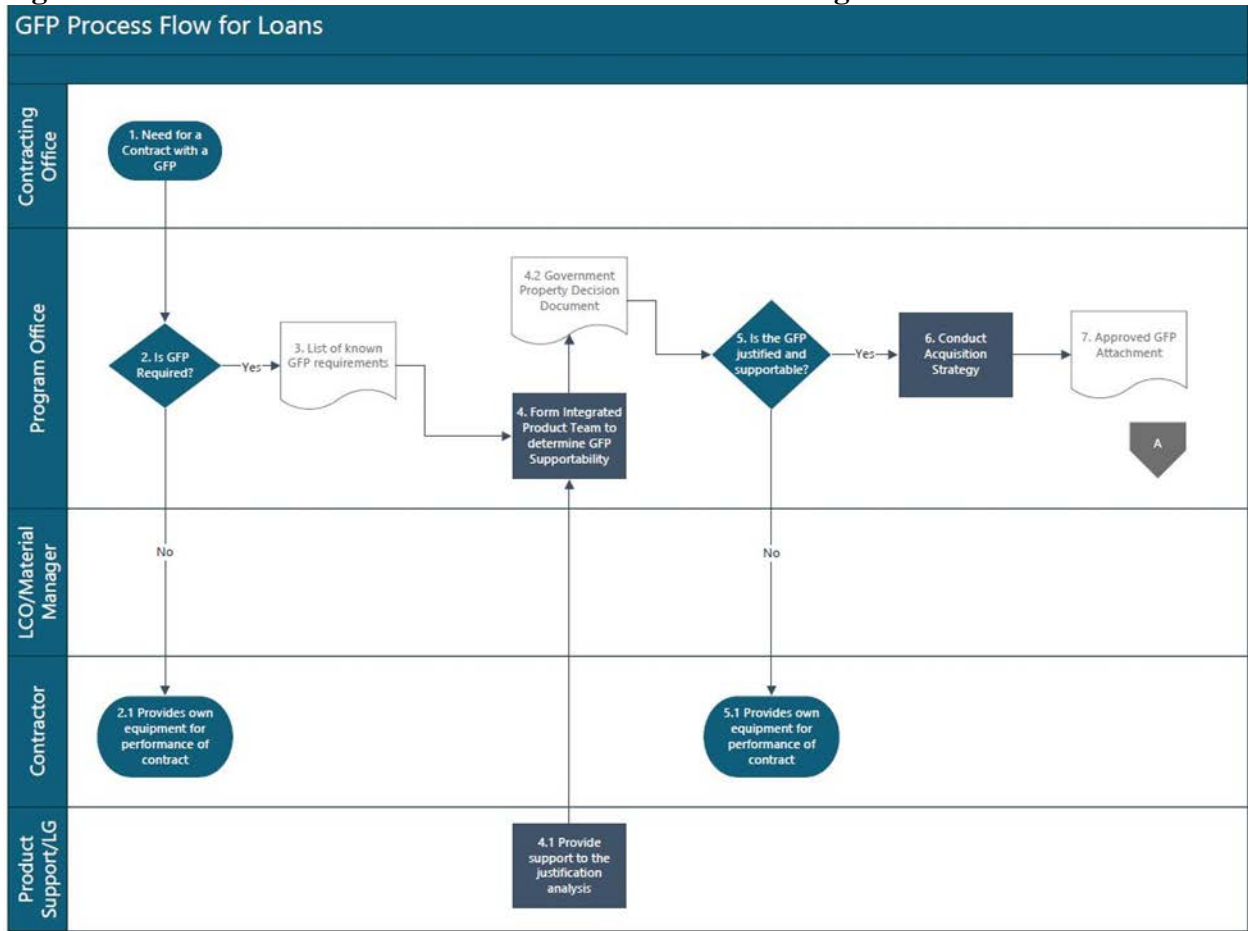 GFP Process Flow for Loans
Contracting
Office
1. Need for a
Contract with a
GFP
Program Office
2. Is GFP
Required?
Yes
3. List of known
GFP requirements
4. Form Integrated
Product Team to
determine GFP
Supportability
4.2 Government
Property Decision
Document
5. Is the GFP
justified and
supportable?
Yes
6. Conduct
Acquisition
Strategy
7. Approved GFP
Attachment
A
LCO/Material
Manager
No
No
Contractor
2.1 Provides own
equipment for
performance of
contract
5.1 Provides own
equipment for
performance of
contract
Product
Support/LG
4.1 Provide
support to the
justification
analysis